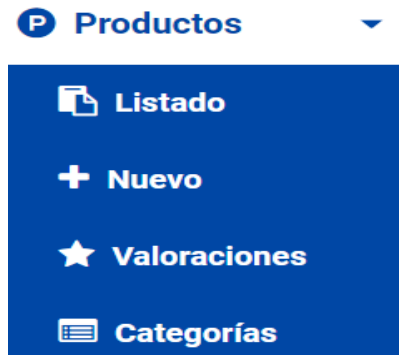 P Productos
Listado
Nuevo
Valoraciones
Categorías